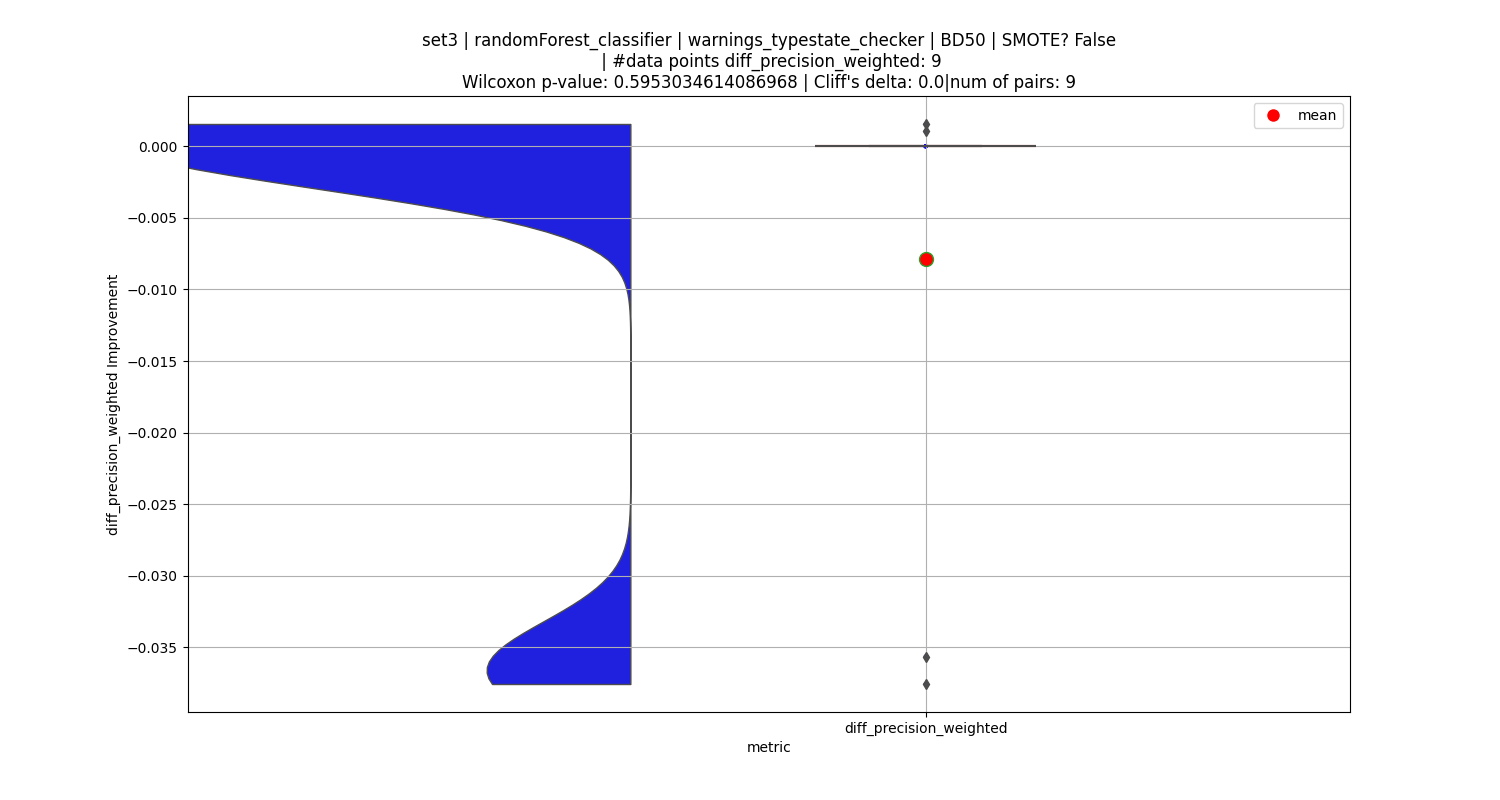 set3 | randomForest_classifier | warnings_typestate_checker | BD50 | SMOTE? False
| #data points diff_precision_weighted: 9
Wilcoxon p-value: 0.5953034614086968 | Cliff's delta: 0.0|num of pairs: 9
mean
0.000
−0.005
−0.010
−0.015
−0.020
−0.025
−0.030
−0.035
diff_precision_weighted Improvement
diff_precision_weighted
metric